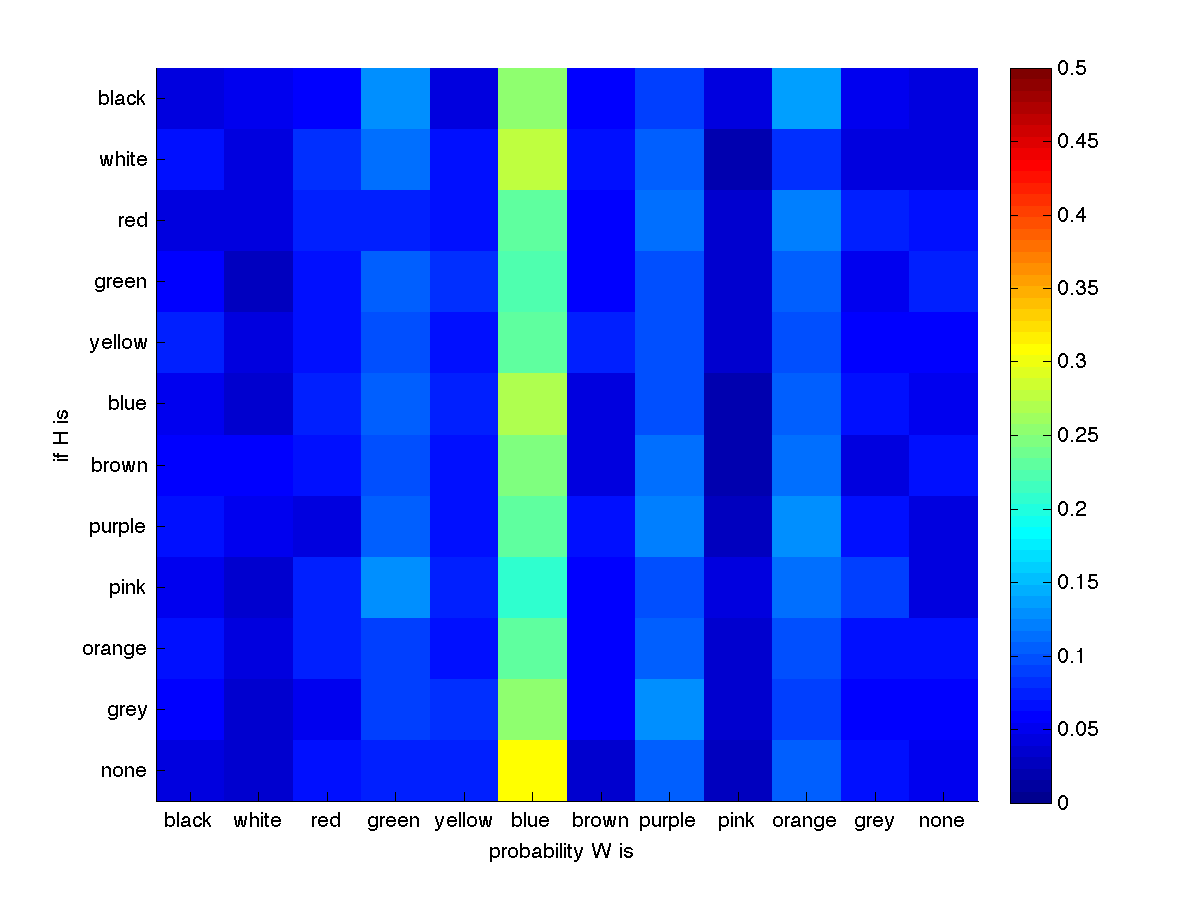 black
white
red
green
yellow
blue
brown
purple
pink
orange
grey
none
if H is
black white red green yellow blue brown purple pink orange grey none
probability W is
0.5
0.45
0.4
0.35
0.3
0.25
0.2
0.15
0.1
0.05
0